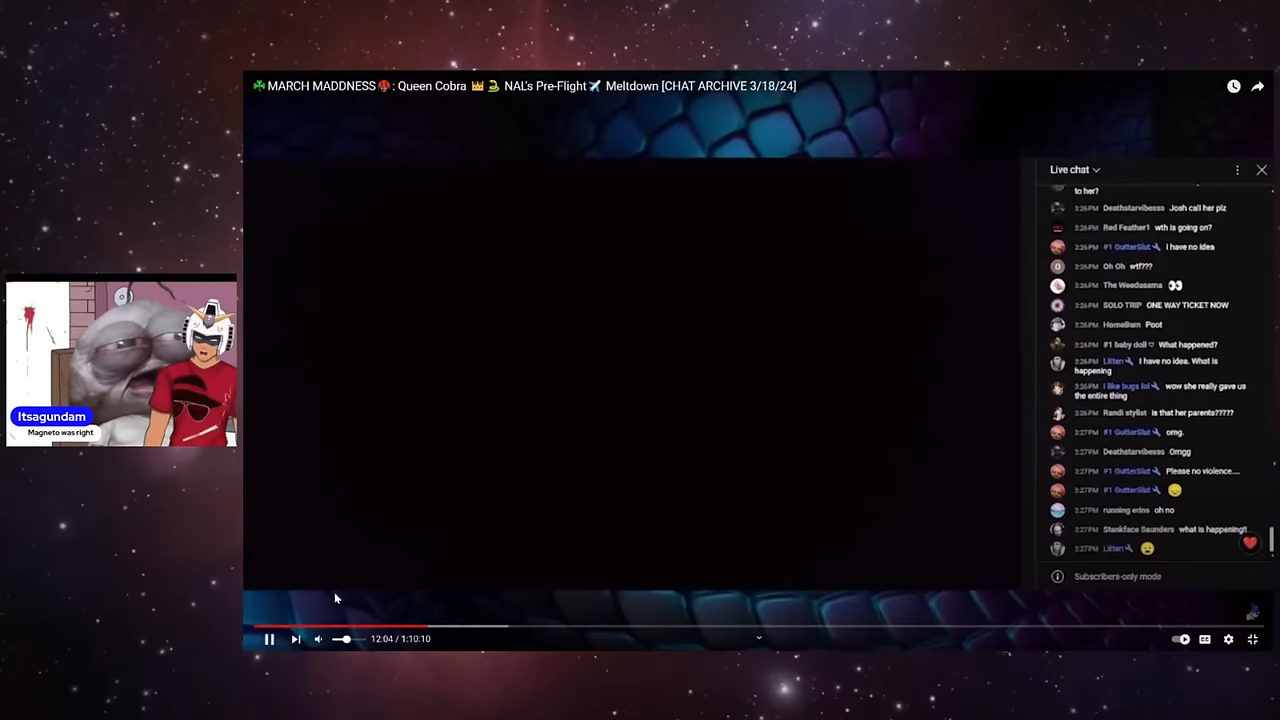 ☘️MARCH MADDNESS👹: Queen Cobra 👑 🐍 NAL's Pre-Flight✈️ Meltdown [CHAT ARCHIVE 3/18/24]
Live chat
to her?
3:26PM Deathstarvibesss Josh call her plz
3:26PM Red Feather1 wth is going on?
3:26PM #1 GutterSlut I have no idea
3:26PM Oh Oh wtf???
3:26PM The Weedusama 👀
3:26PM SOLO TRIP ONE WAY TICKET NOW
3:26PM HomeBum Poot
3:26PM #1 baby doll♡ What happened?
3:26PM Litten I have no idea. What is
happening
3:26PM I like bugs lol wow she really gave us
the entire thing
3:26PM Randi stylist is that her parents?????
3:27PM #1 GutterSlut omg.
3:27PM Deathstarvibesss Omgg
3:27PM #1 GutterSlut Please no violence....
3:27PM #1 GutterSlut 😞
3:27PM running erins oh no
3:27PM Stankface Saunders what is happening!!
3:27PM Litten 😧
Subscribers-only mode
Itsagundam
Magneto was right
12:04 / 1:10:10